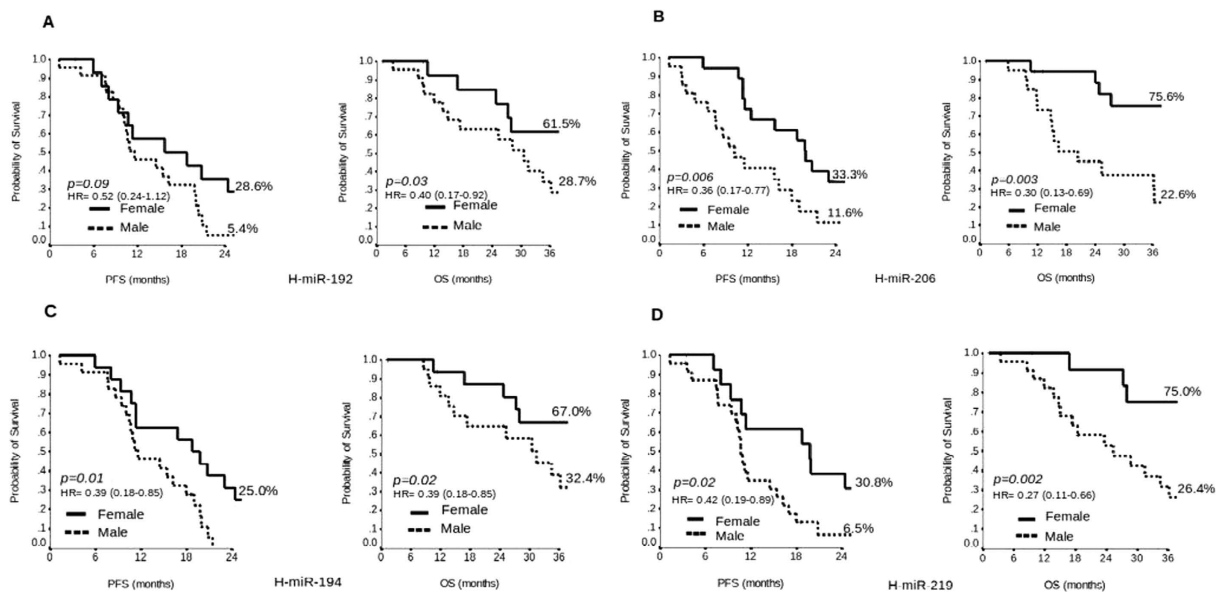 A
B
1.0
.9
.8
.7
.6
.5
.4
.3
.2
.1
0.0
Probability of Survival
28.6%
5.4%
p=0.09
HR= 0.52 (0.24-1.12)
Female
Male
0 6 12 18 24
PFS (months)
1.0
.9
.8
.7
.6
.5
.4
.3
.2
.1
0.0
Probability of Survival
61.5%
28.7%
p=0.03
HR= 0.40 (0.17-0.92)
Female
Male
0 6 12 18 24 30 36
OS (months)
H-miR-192
1.0
.9
.8
.7
.6
.5
.4
.3
.2
.1
0.0
Probability of Survival
33.3%
11.6%
p=0.006
HR= 0.36 (0.17-0.77)
Female
Male
0 6 12 18 24
PFS (months)
1.0
.9
.8
.7
.6
.5
.4
.3
.2
.1
0.0
Probability of Survival
75.6%
22.6%
p=0.003
HR= 0.30 (0.13-0.69)
Female
Male
0 6 12 18 24 30 36
OS (months)
H-miR-206
C
D
1.0
.9
.8
.7
.6
.5
.4
.3
.2
.1
0.0
Probability of Survival
25.0%
p=0.01
HR= 0.39 (0.18-0.85)
Female
Male
0 6 12 18 24
PFS (months)
1.0
.9
.8
.7
.6
.5
.4
.3
.2
.1
0.0
Probability of Survival
67.0%
32.4%
p=0.02
HR= 0.39 (0.18-0.85)
Female
Male
0 6 12 18 24 30 36
OS (months)
H-miR-194
1.0
.9
.8
.7
.6
.5
.4
.3
.2
.1
0.0
Probability of Survival
30.8%
6.5%
p=0.02
HR= 0.42 (0.19-0.89)
Female
Male
0 6 12 18 24
PFS (months)
1.0
.9
.8
.7
.6
.5
.4
.3
.2
.1
0.0
Probability of Survival
75.0%
26.4%
p=0.002
HR= 0.27 (0.11-0.66)
Female
Male
0 6 12 18 24 30 36
OS (months)
H-miR-219